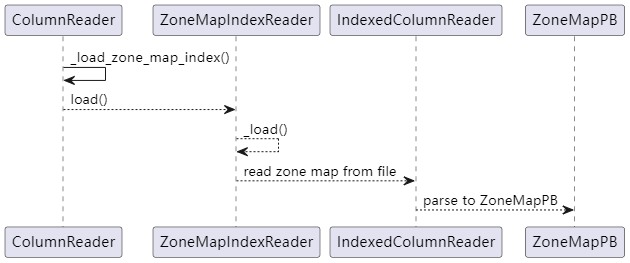 ColumnReader ZoneMapIndexReader IndexedColumnReader ZoneMapPB
_load_zone_map_index()
load()
_load()
read zone map from file
parse to ZoneMapPB
ColumnReader ZoneMapIndexReader IndexedColumnReader ZoneMapPB